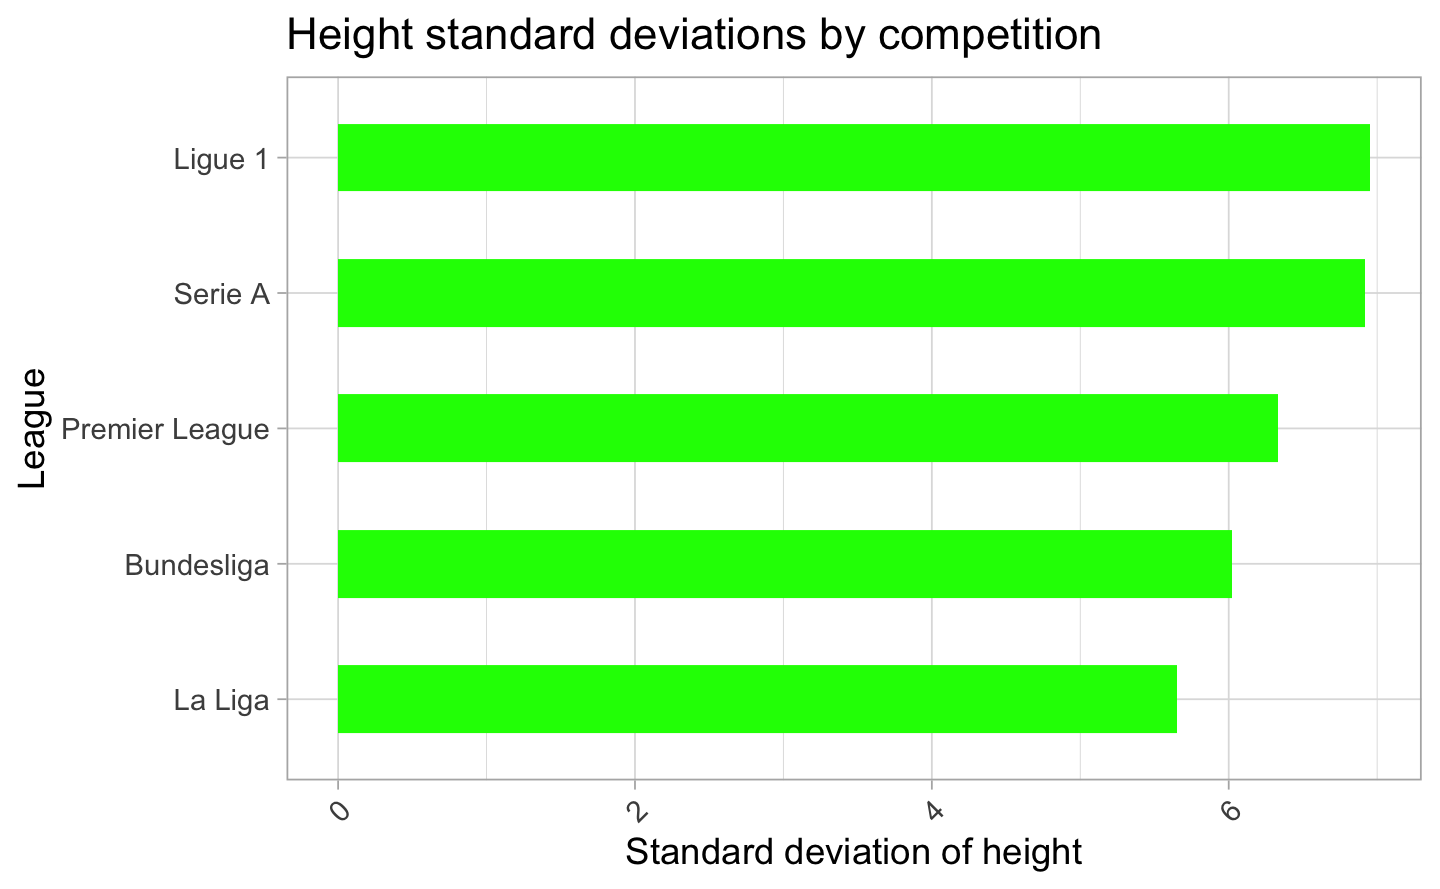 Height standard deviations by competition
Ligue 1
Serie A
Premier League
Bundesliga
La Liga
League
0
2
4
6
Standard deviation of height